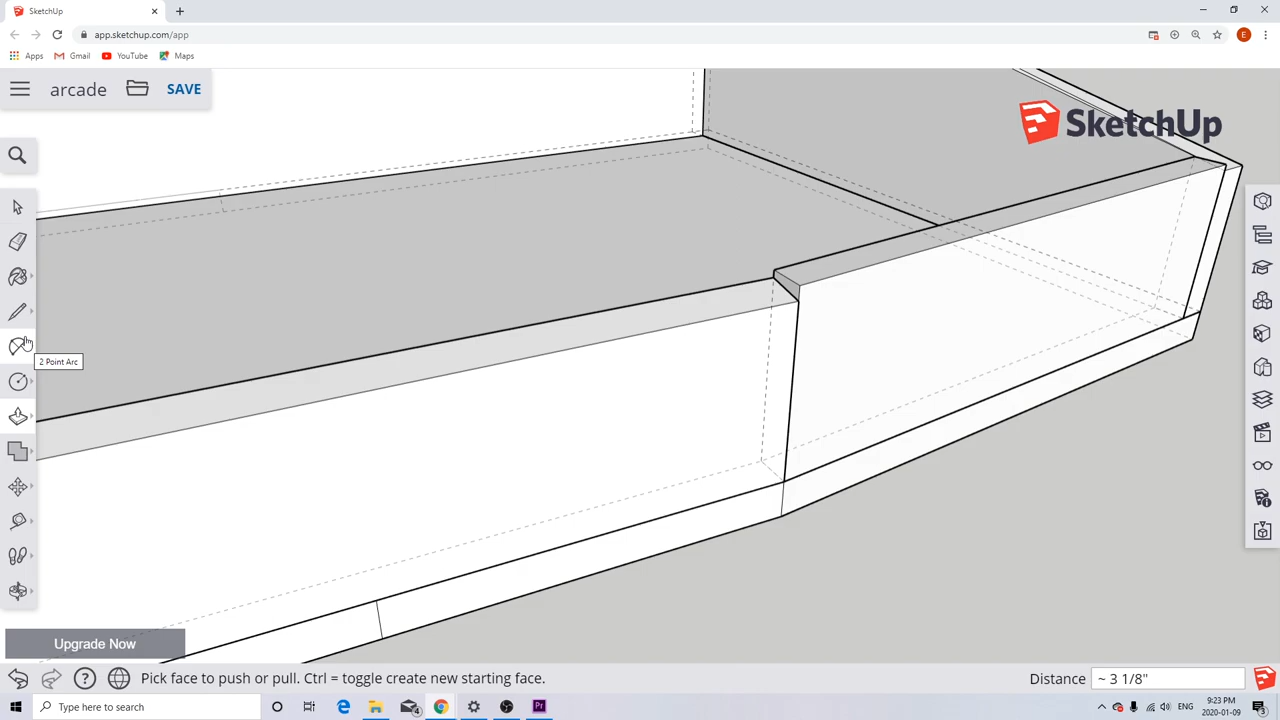 SketchUp
app.sketchup.com/app
E
Apps
Gmail
YouTube
Maps
arcade
SAVE
SketchUp
2 Point Arc
Upgrade Now
Pick face to push or pull. Ctrl = toggle create new starting face.
Distance
~ 3 1/8"
Type here to search
4
ENG
9:23 PM
2020-01-09
3